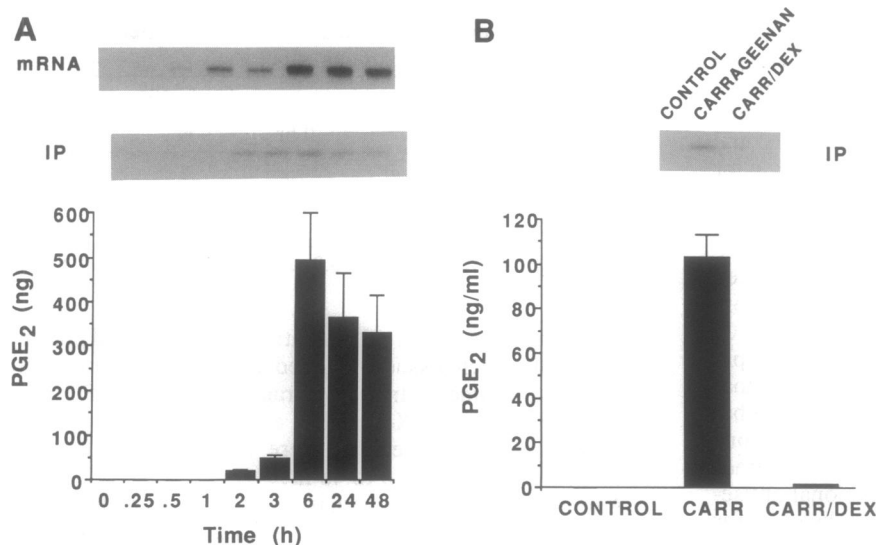 A
mRNA
IP
PGE2 (ng)
600
500
400
300
200
100
0
0 .25 .5 1 2 3 6 24 48
Time (h)
B
CONTROL
CARRAGEENAN
CARR/DEX
IP
PGE2 (ng/ml)
120
100
80
60
40
20
0
CONTROL CARR CARR/DEX